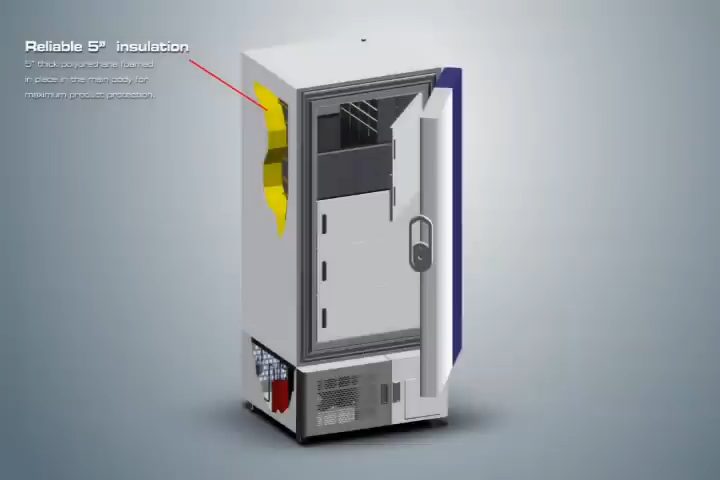 Reliable 5" insulation
5" thick polyurethane foamed
in place in the main body for
maximum product protection.